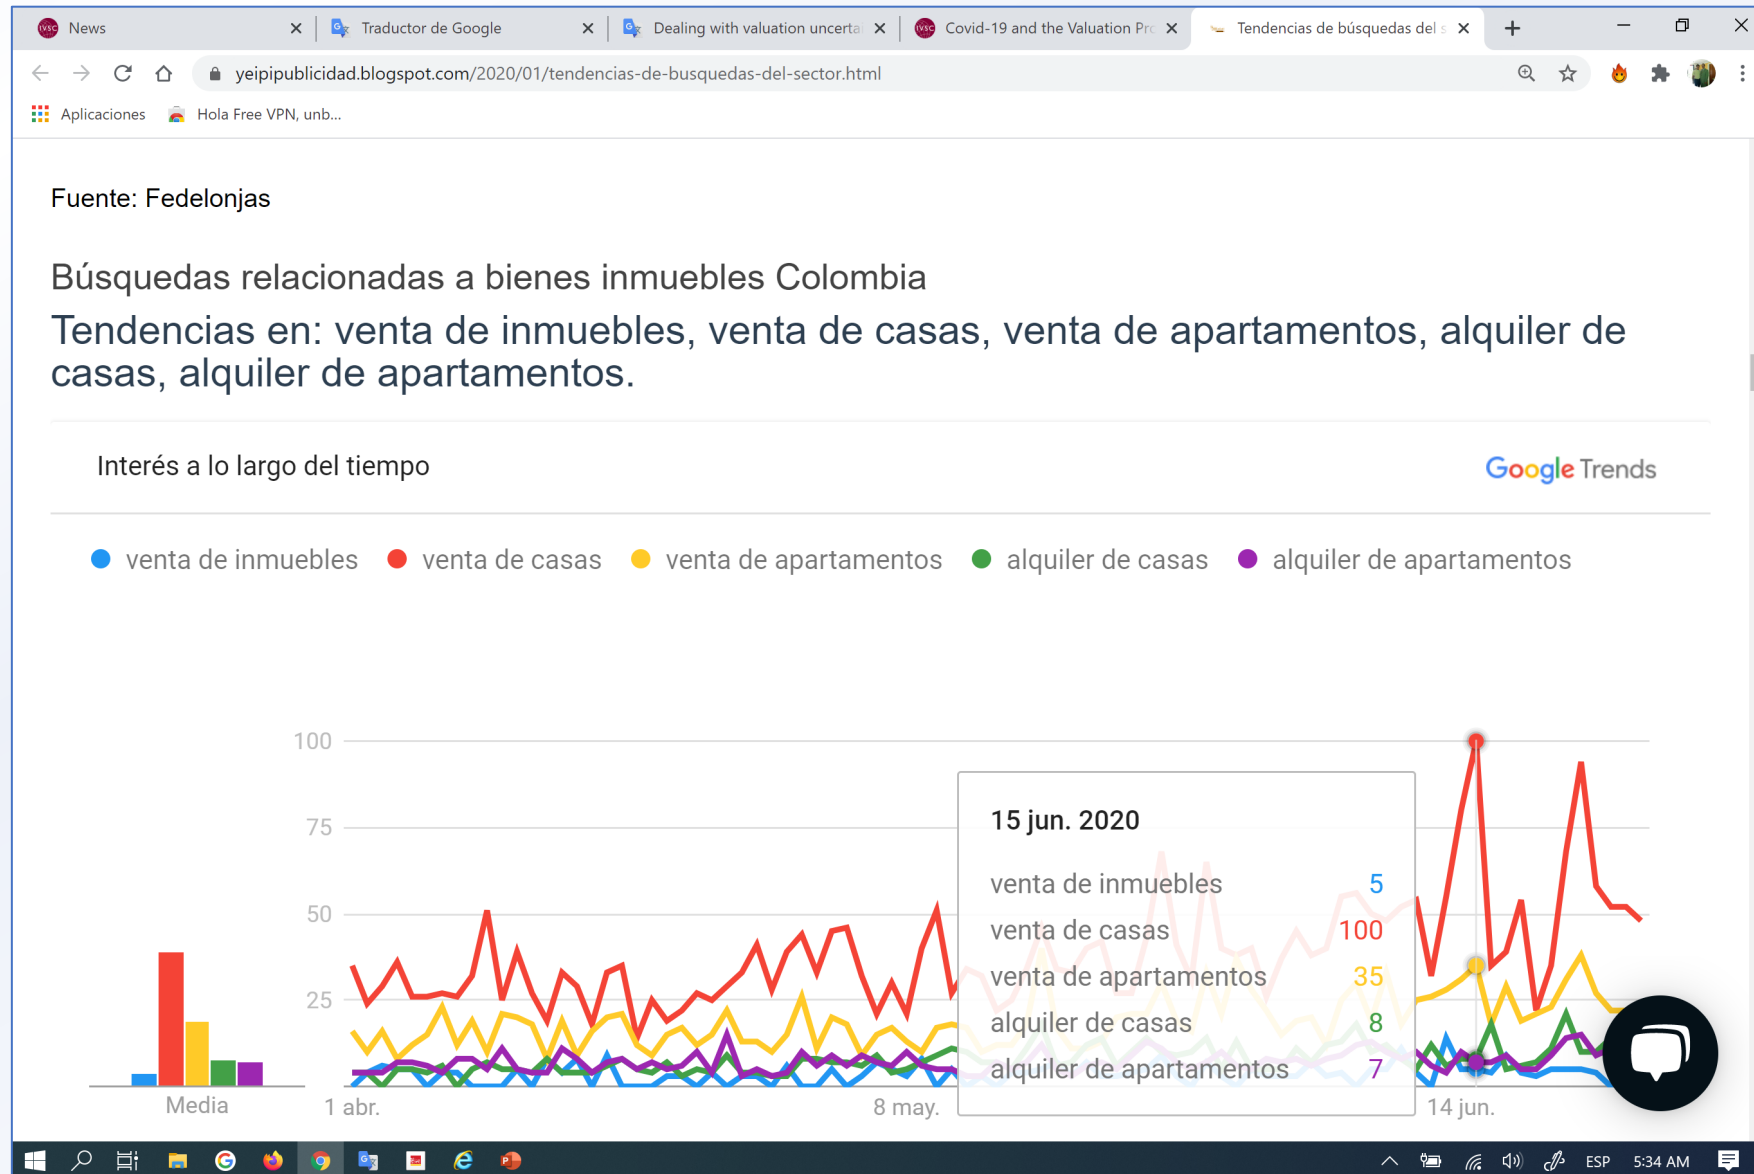 News
Traductor de Google
Dealing with valuation uncertai
Covid-19 and the Valuation Pro
Tendencias de búsquedas del s
yeipipublicidad.blogspot.com/2020/01/tendencias-de-busquedas-del-sector.html
Aplicaciones
Hola Free VPN, unb...
Fuente: Fedelonjas
Búsquedas relacionadas a bienes inmuebles Colombia
Tendencias en: venta de inmuebles, venta de casas, venta de apartamentos, alquiler de
casas, alquiler de apartamentos.
Interés a lo largo del tiempo
Google Trends
venta de inmuebles venta de casas venta de apartamentos alquiler de casas alquiler de apartamentos
100
75
50
25
15 jun. 2020
venta de inmuebles 5
venta de casas 100
venta de apartamentos 35
alquiler de casas 8
alquiler de apartamentos 7
Media
1 abr.
8 may.
14 jun.
ESP
5:34 AM